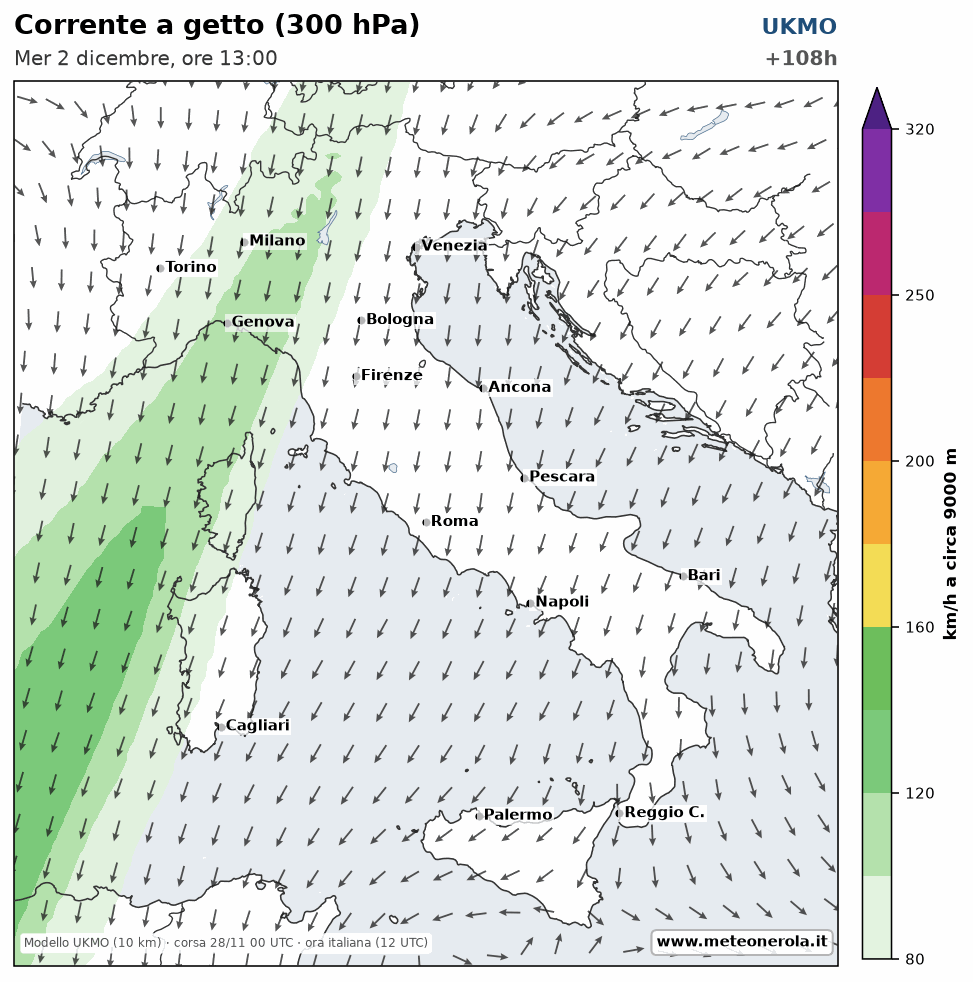 Corrente a getto (300 hPa)
UKMO
Mer 2 dicembre, ore 13:00
+108h
Milano
Venezia
Torino
Genova
Bologna
Firenze
Ancona
Pescara
Roma
Bari
Napoli
Cagliari
Palermo
Reggio C.
320
250
200
160
120
80
km/h a circa 9000 m
Modello UKMO (10 km) · corsa 28/11 00 UTC · ora italiana (12 UTC)
www.meteonerola.it